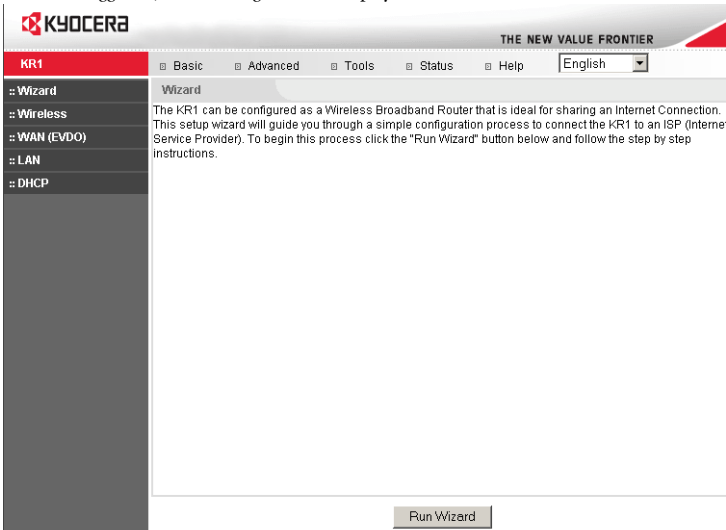 KYOCERA
THE NEW VALUE FRONTIER
KR1
Basic Advanced Tools Status Help English
:: Wizard
:: Wireless
:: WAN (EVDO)
:: LAN
:: DHCP
Wizard
The KR1 can be configured as a Wireless Broadband Router that is ideal for sharing an Internet Connection.
This setup wizard will guide you through a simple configuration process to connect the KR1 to an ISP (Internet
Service Provider). To begin this process click the "Run Wizard" button below and follow the step by step
instructions.
Run Wizard